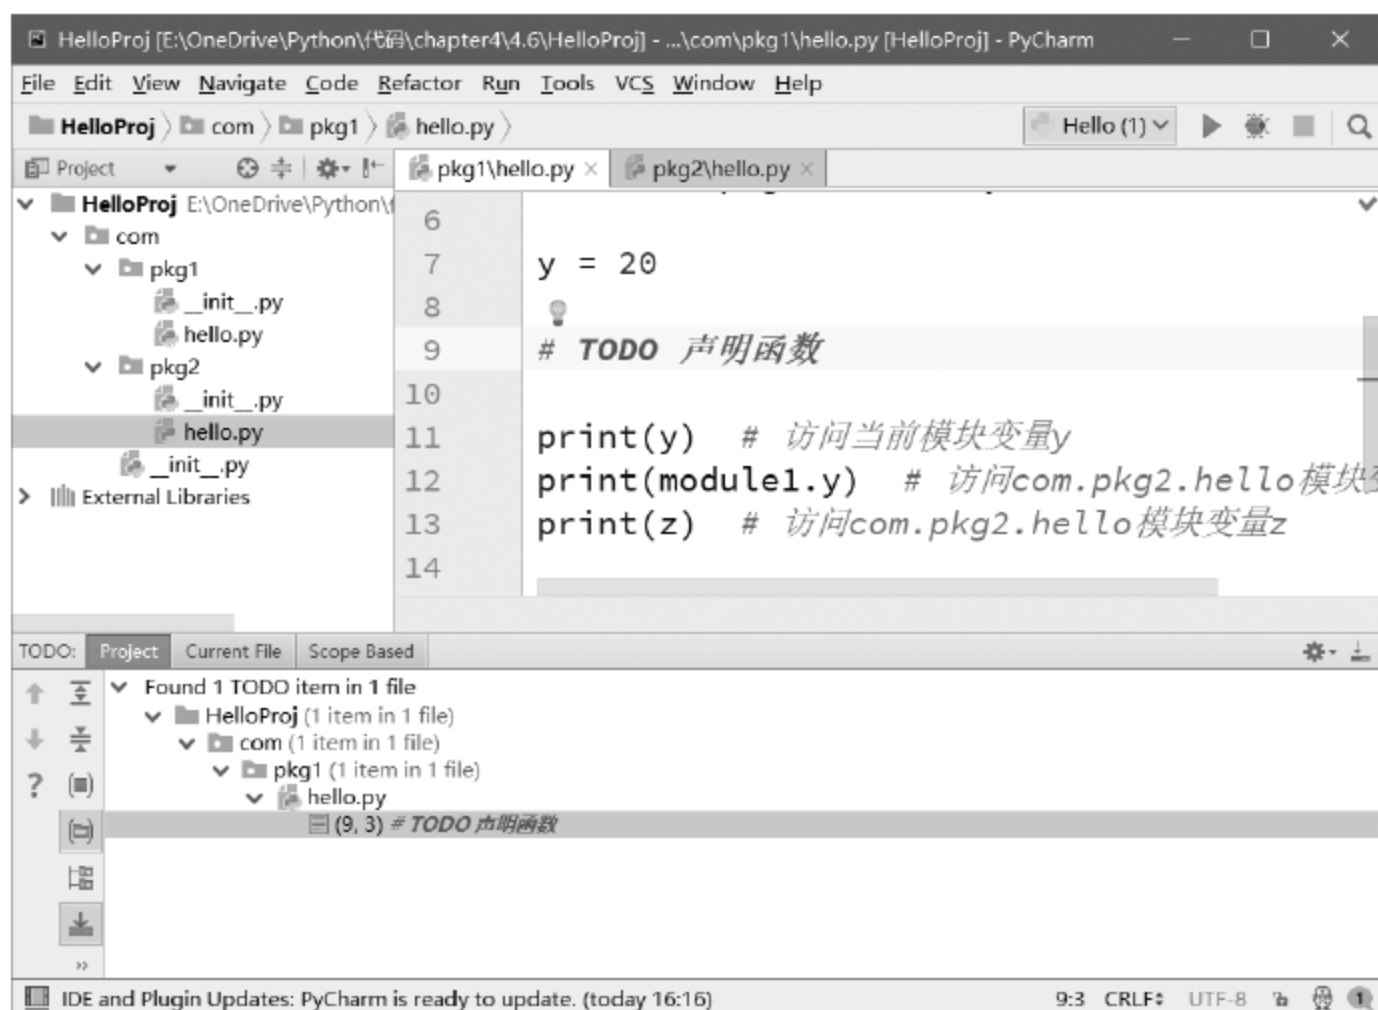 HelloProj [E:\OneDrive\Python\代码\chapter4\4.6\HelloProj] - ...\com\pkg1\hello.py [HelloProj] - PyCharm
File Edit View Navigate Code Refactor Run Tools VCS Window Help
HelloProj com pkg1 hello.py Hello (1)
Project pkg1\hello.py pkg2\hello.py
HelloProj E:\OneDrive\Python\
com
pkg1
__init__.py
hello.py
pkg2
__init__.py
hello.py
__init__.py
External Libraries
6
7 y = 20
8
9 # TODO 声明函数
10
11 print(y) # 访问当前模块变量y
12 print(module1.y) # 访问com.pkg2.hello模块
13 print(z) # 访问com.pkg2.hello模块变量z
14
TODO: Project Current File Scope Based
Found 1 TODO item in 1 file
HelloProj (1 item in 1 file)
com (1 item in 1 file)
pkg1 (1 item in 1 file)
hello.py
(9, 3) # TODO 声明函数
IDE and Plugin Updates: PyCharm is ready to update. (today 16:16) 9:3 CRLF UTF-8 1